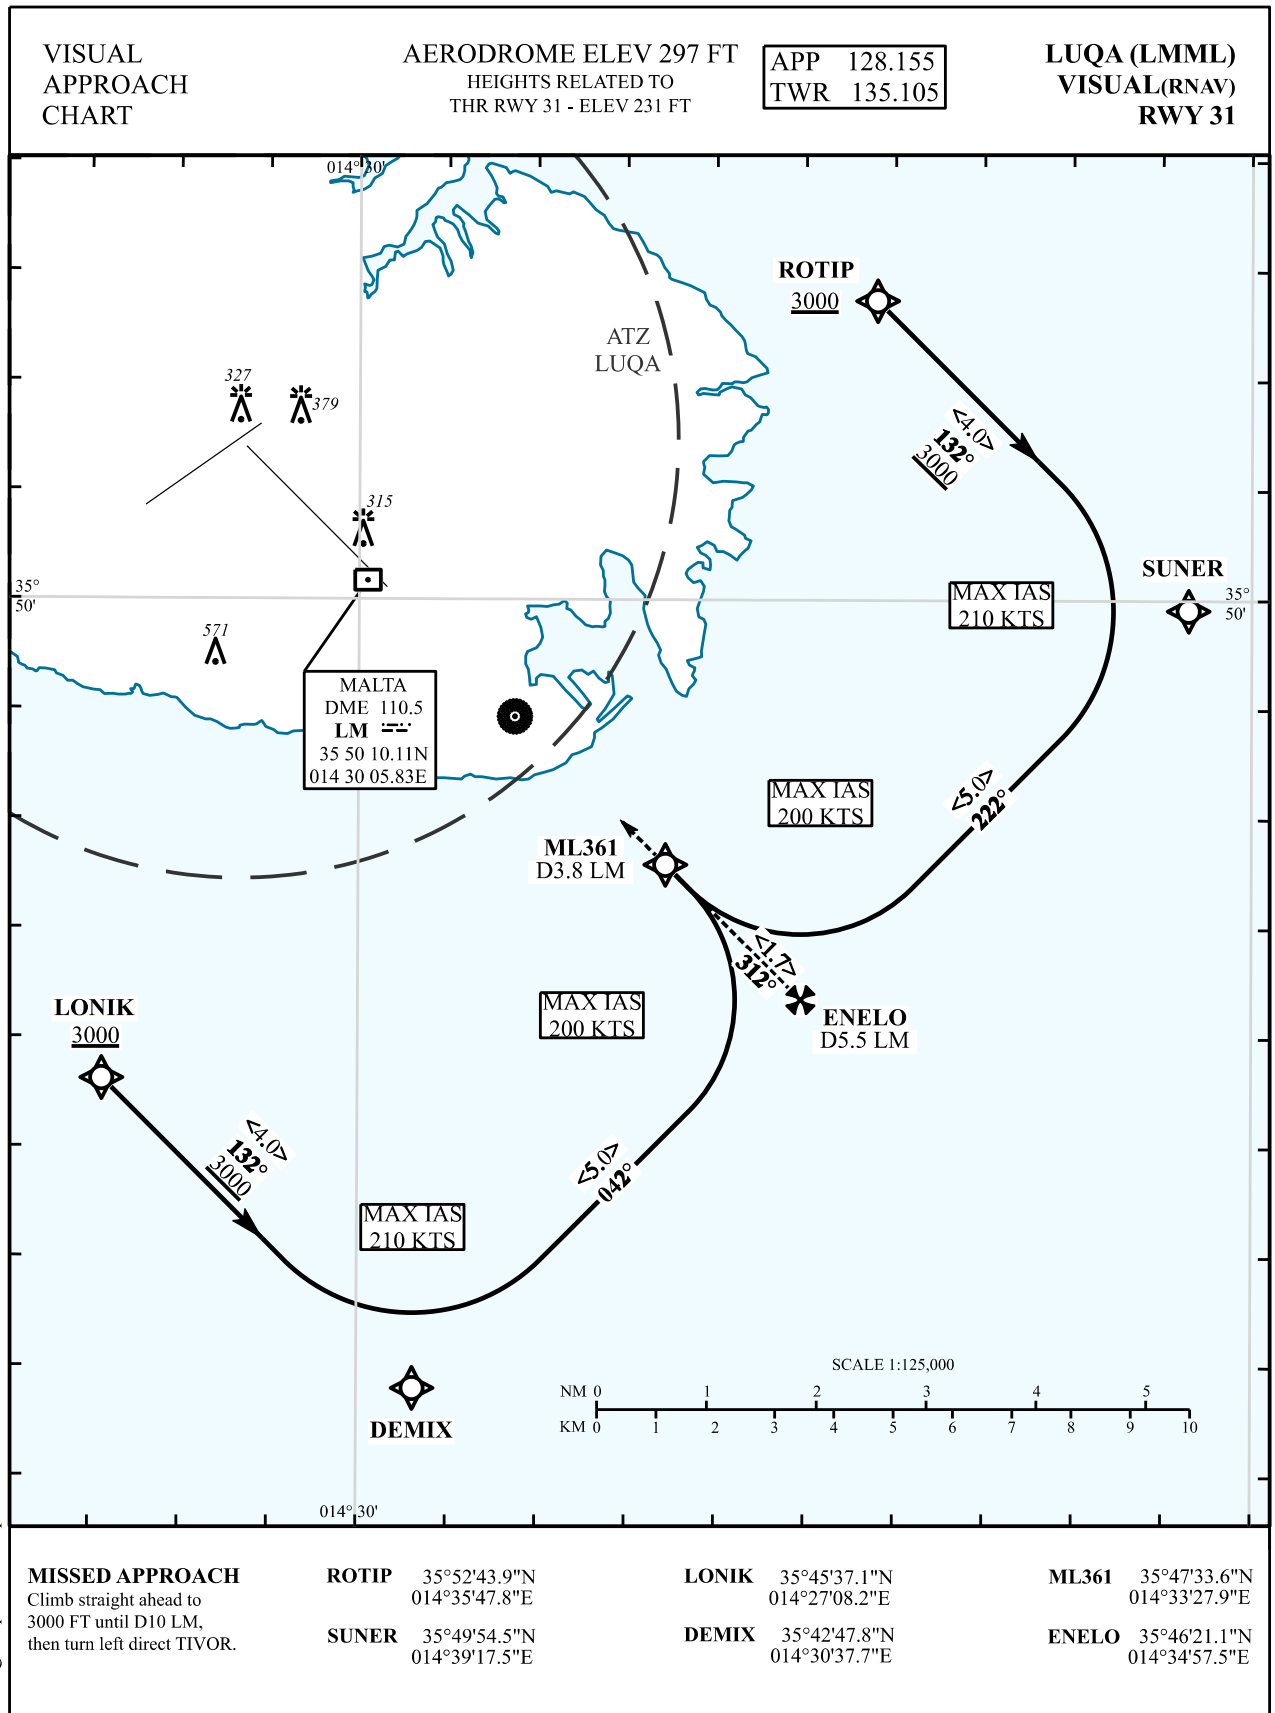 VISUAL
APPROACH
CHART
AERODROME ELEV 297 FT
HEIGHTS RELATED TO
THR RWY 31 - ELEV 231 FT
APP 128.155
TWR 135.105
LUQA (LMML)
VISUAL(RNAV)
RWY 31
014° 30'
ROTIP
3000
ATZ
LUQA
327
379
<4.0>
132°
3000
315
SUNER
35°
50'
MAX IAS
210 KTS
35°
50'
571
MALTA
DME 110.5
LM
35 50 10.11N
014 30 05.83E
MAX IAS
200 KTS
<5.0>
222°
ML361
D3.8 LM
<1.7>
312°
LONIK
3000
MAX IAS
200 KTS
ENELO
D5.5 LM
<4.0>
132°
3000
<5.0>
042°
MAX IAS
210 KTS
DEMIX
SCALE 1:125,000
NM 0 1 2 3 4 5
KM 0 1 2 3 4 5 6 7 8 9 10
014° 30'
MISSED APPROACH
Climb straight ahead to
3000 FT until D10 LM,
then turn left direct TIVOR.
ROTIP 35°52'43.9"N
014°35'47.8"E
SUNER 35°49'54.5"N
014°39'17.5"E
LONIK 35°45'37.1"N
014°27'08.2"E
DEMIX 35°42'47.8"N
014°30'37.7"E
ML361 35°47'33.6"N
014°33'27.9"E
ENELO 35°46'21.1"N
014°34'57.5"E